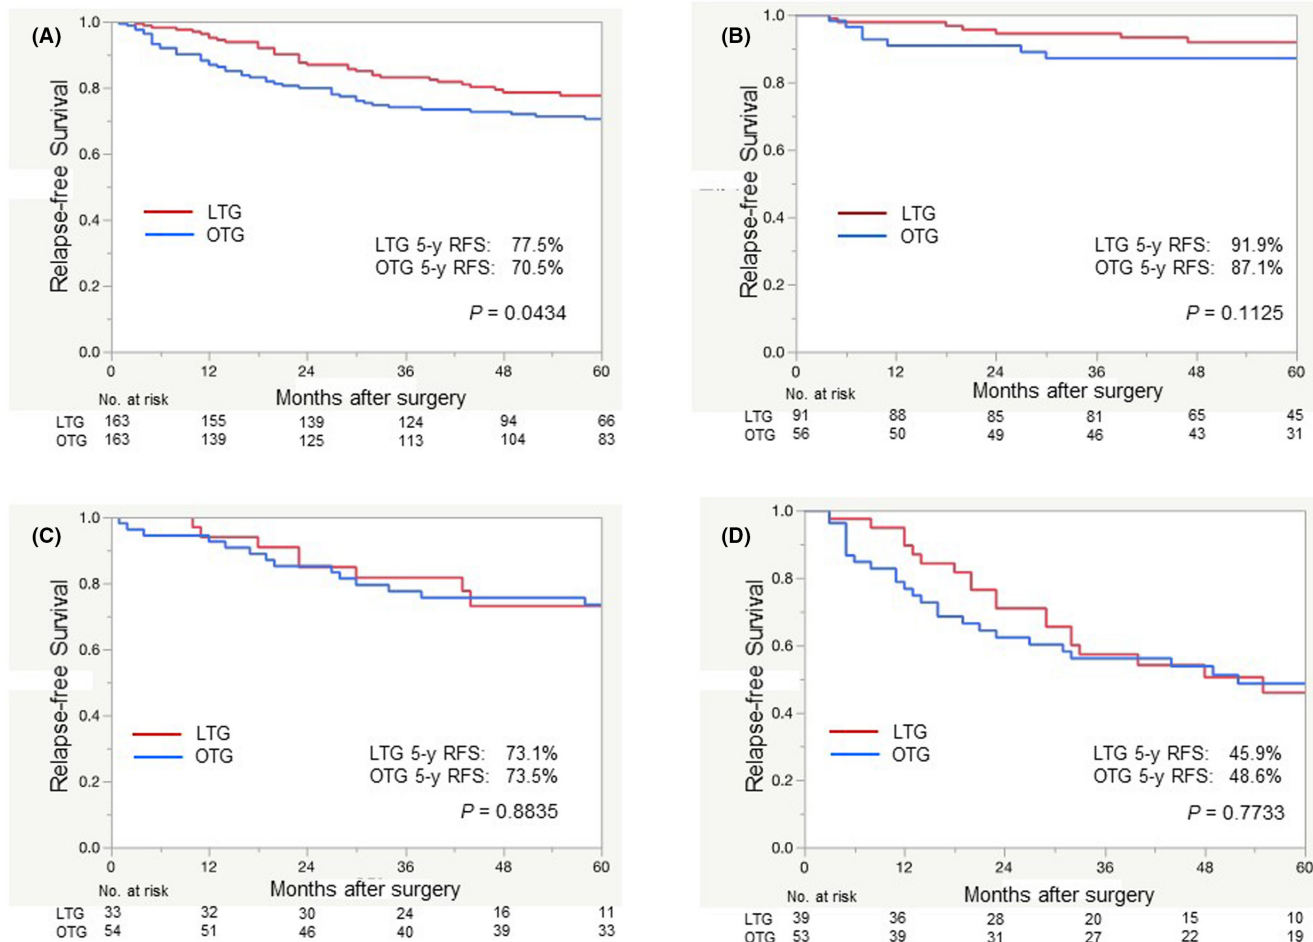 (A)
Relapse-free Survival
1.0
0.8
0.6
0.4
0.2
0.0
LTG
OTG
LTG 5-y RFS: 77.5%
OTG 5-y RFS: 70.5%
P = 0.0434
0 12 24 36 48 60
No. at risk Months after surgery
LTG 163 155 139 124 94 66
OTG 163 139 125 113 104 83
(B)
Relapse-free Survival
1.0
0.8
0.6
0.4
0.2
0.0
LTG
OTG
LTG 5-y RFS: 91.9%
OTG 5-y RFS: 87.1%
P = 0.1125
0 12 24 36 48 60
No. at risk Months after surgery
LTG 91 88 85 81 65 45
OTG 56 50 49 46 43 31
(C)
Relapse-free Survival
1.0
0.8
0.6
0.4
0.2
0.0
LTG
OTG
LTG 5-y RFS: 73.1%
OTG 5-y RFS: 73.5%
P = 0.8835
0 12 24 36 48 60
No. at risk Months after surgery
LTG 33 32 30 24 16 11
OTG 54 51 46 40 39 33
(D)
Relapse-free Survival
1.0
0.8
0.6
0.4
0.2
0.0
LTG
OTG
LTG 5-y RFS: 45.9%
OTG 5-y RFS: 48.6%
P = 0.7733
0 12 24 36 48 60
No. at risk Months after surgery
LTG 39 36 28 20 15 10
OTG 53 39 31 27 22 19